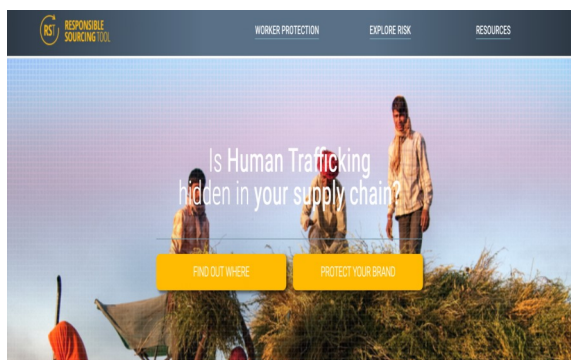 RST
RESPONSIBLE
SOURCING TOOL
WORKER PROTECTION
EXPLORE RISK
RESOURCES
Is Human Trafficking
hidden in your supply chain?
FIND OUT WHERE
PROTECT YOUR BRAND